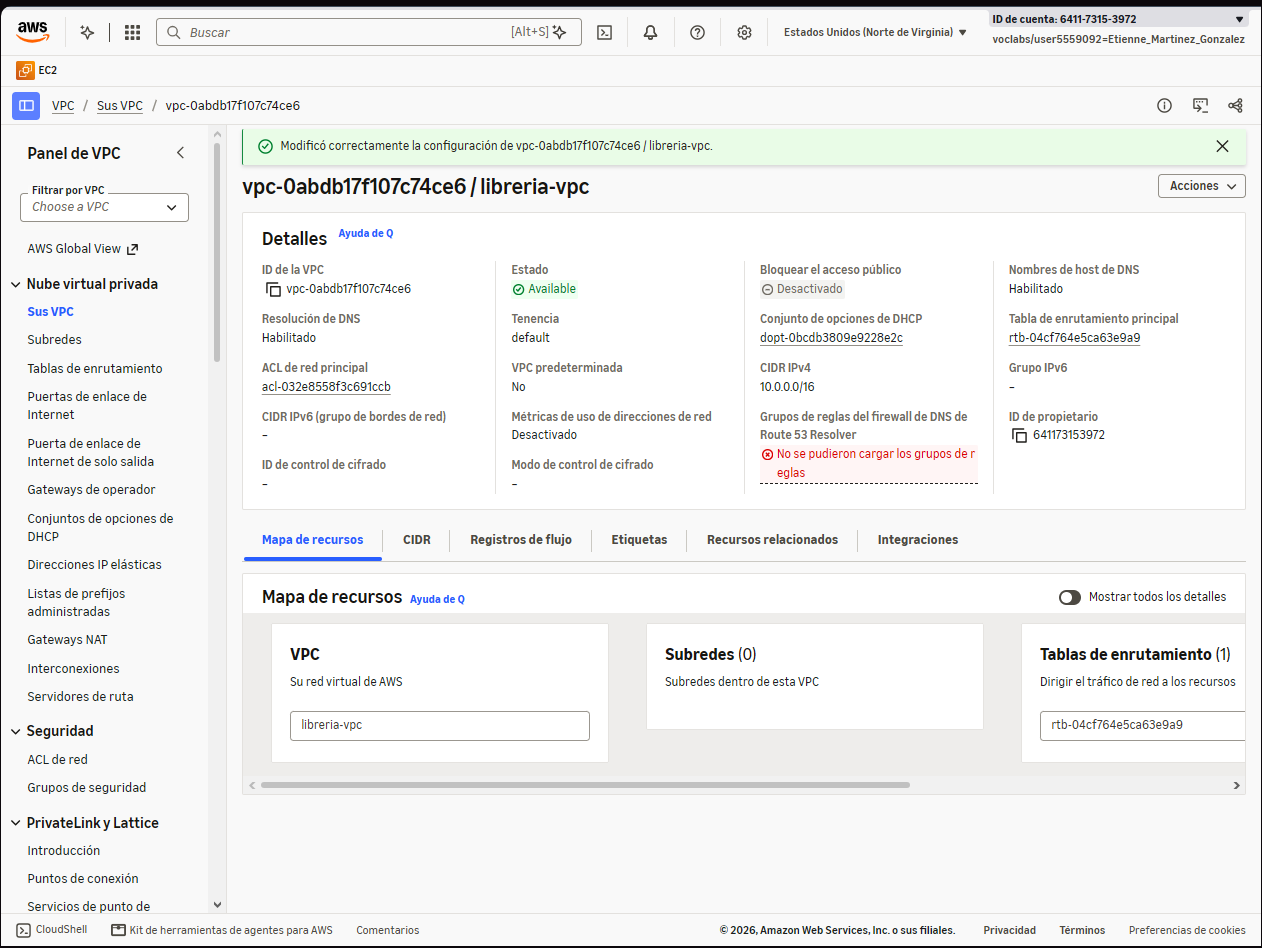 aws
Buscar
[Alt+S]
Estados Unidos (Norte de Virginia)
ID de cuenta: 6411-7315-3972
voclabs/user5559092=Etienne_Martinez_Gonzalez
EC2
VPC / Sus VPC / vpc-0abdb17f107c74ce6
Panel de VPC
Filtrar por VPC
Choose a VPC
AWS Global View
Nube virtual privada
Sus VPC
Subredes
Tablas de enrutamiento
Puertas de enlace de
Internet
Puerta de enlace de
Internet de solo salida
Gateways de operador
Conjuntos de opciones de
DHCP
Direcciones IP elásticas
Listas de prefijos
administradas
Gateways NAT
Interconexiones
Servidores de ruta
Seguridad
ACL de red
Grupos de seguridad
PrivateLink y Lattice
Introducción
Puntos de conexión
Servicios de punto de
Modificó correctamente la configuración de vpc-0abdb17f107c74ce6 / libreria-vpc.
vpc-0abdb17f107c74ce6 / libreria-vpc
Acciones
Detalles
Ayuda de Q
ID de la VPC
vpc-0abdb17f107c74ce6
Estado
Available
Bloquear el acceso público
Desactivado
Nombres de host de DNS
Habilitado
Resolución de DNS
Habilitado
Tenencia
default
Conjunto de opciones de DHCP
dopt-0bcdb3809e9228e2c
Tabla de enrutamiento principal
rtb-04cf764e5ca63e9a9
ACL de red principal
acl-032e8558f3c691ccb
VPC predeterminada
No
CIDR IPv4
10.0.0.0/16
Grupo IPv6
–
CIDR IPv6 (grupo de bordes de red)
–
Métricas de uso de direcciones de red
Desactivado
Grupos de reglas del firewall de DNS de
Route 53 Resolver
No se pudieron cargar los grupos de r
eglas
ID de propietario
641173153972
ID de control de cifrado
–
Modo de control de cifrado
–
Mapa de recursos
CIDR
Registros de flujo
Etiquetas
Recursos relacionados
Integraciones
Mapa de recursos
Ayuda de Q
Mostrar todos los detalles
VPC
Su red virtual de AWS
libreria-vpc
Subredes (0)
Subredes dentro de esta VPC
Tablas de enrutamiento (1)
Dirigir el tráfico de red a los recursos
rtb-04cf764e5ca63e9a9
CloudShell
Kit de herramientas de agentes para AWS
Comentarios
© 2026, Amazon Web Services, Inc. o sus filiales.
Privacidad
Términos
Preferencias de cookies